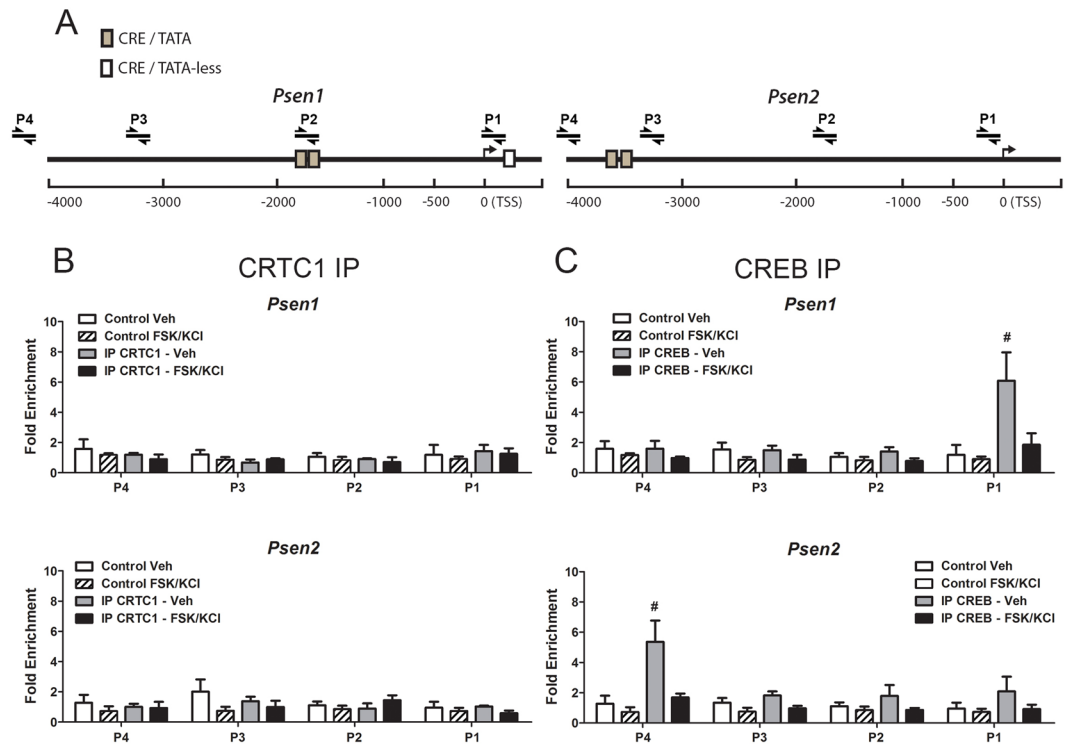 A
CRE / TATA
CRE / TATA-less
Psen1
Psen2
P4 P3 P2 P1 P4 P3 P2 P1
-4000 -3000 -2000 -1000 -500 0 (TSS) -4000 -3000 -2000 -1000 -500 0 (TSS)
B
CRTC1 IP
Psen1
Control Veh
Control FSK/KCl
IP CRTC1 - Veh
IP CRTC1 - FSK/KCl
Fold Enrichment
10
8
6
4
2
0
P4 P3 P2 P1
Psen2
Control Veh
Control FSK/KCl
IP CRTC1 - Veh
IP CRTC1 - FSK/KCl
Fold Enrichment
10
8
6
4
2
0
P4 P3 P2 P1
C
CREB IP
Psen1
Control Veh
Control FSK/KCl
IP CREB - Veh
IP CREB - FSK/KCl
#
Fold Enrichment
10
8
6
4
2
0
P4 P3 P2 P1
Psen2
Control Veh
Control FSK/KCl
IP CREB - Veh
IP CREB - FSK/KCl
#
Fold Enrichment
10
8
6
4
2
0
P4 P3 P2 P1